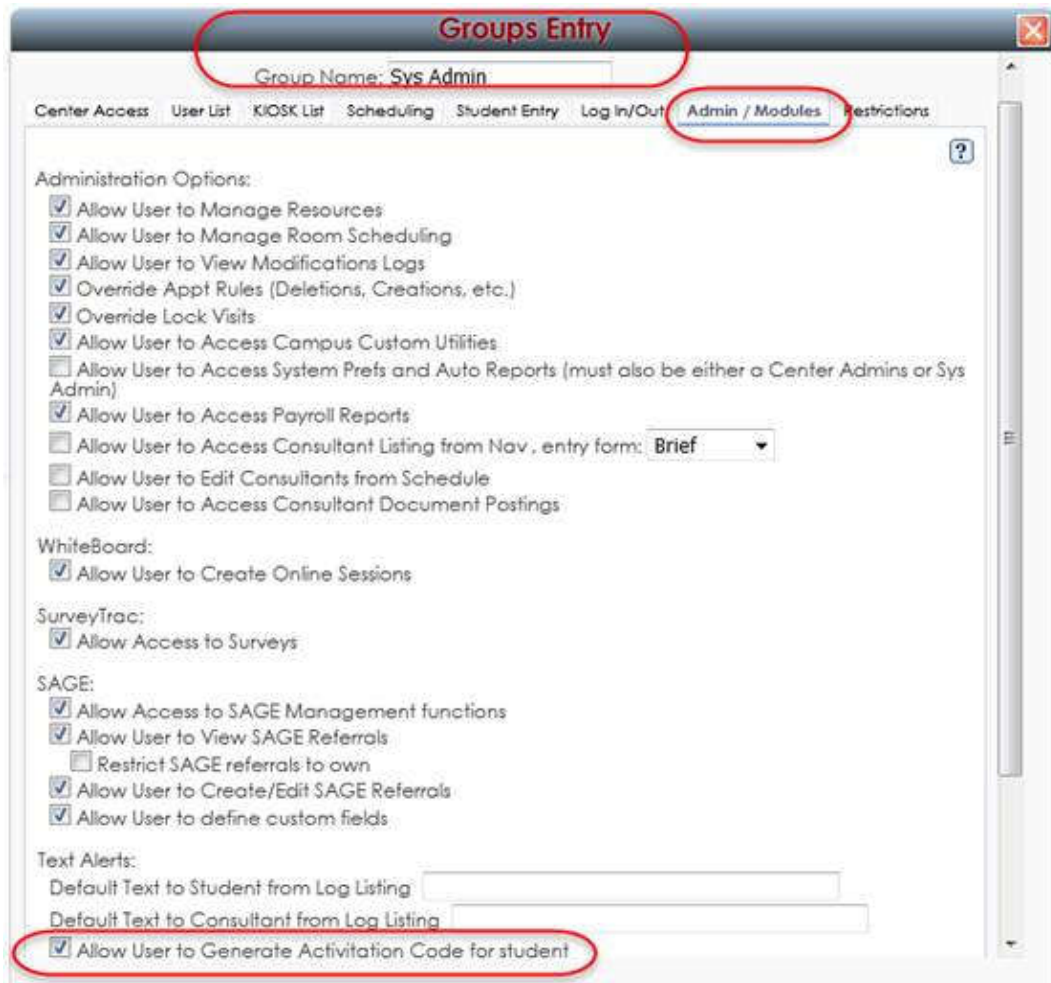 Groups Entry
Group Name: Sys Admin
Center Access User List KIOSK List Scheduling Student Entry Log In/Out Admin / Modules Restrictions
?
Administration Options:
Allow User to Manage Resources
Allow User to Manage Room Scheduling
Allow User to View Modifications Logs
Override Appt Rules (Deletions, Creations, etc.)
Override Lock Visits
Allow User to Access Campus Custom Utilities
Allow User to Access System Prefs and Auto Reports (must also be either a Center Admins or Sys
Admin)
Allow User to Access Payroll Reports
Allow User to Access Consultant Listing from Nav , entry form: Brief
Allow User to Edit Consultants from Schedule
Allow User to Access Consultant Document Postings
WhiteBoard:
Allow User to Create Online Sessions
SurveyTrac:
Allow Access to Surveys
SAGE:
Allow Access to SAGE Management functions
Allow User to View SAGE Referrals
Restrict SAGE referrals to own
Allow User to Create/Edit SAGE Referrals
Allow User to define custom fields
Text Alerts:
Default Text to Student from Log Listing
Default Text to Consultant from Log Listing
Allow User to Generate Activitation Code for student